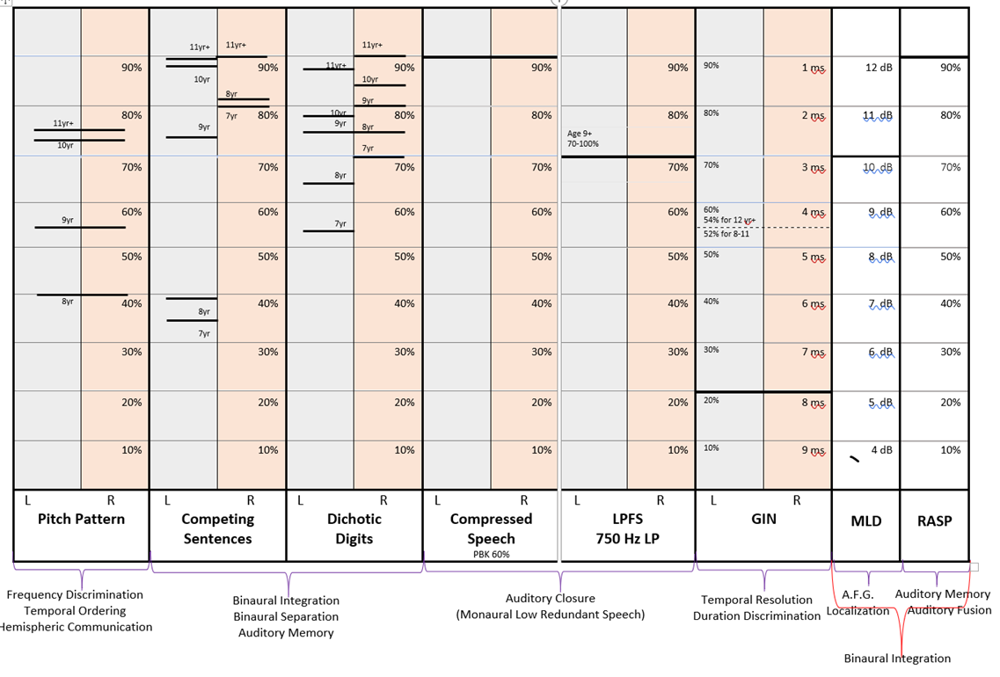 11yr+
11yr+
11yr+
11yr+
90%
90%
90%
90%
90%
90%
1 ms
12 dB
90%
10yr
10yr
8yr
9yr
11yr+
80%
7yr
80%
10yr
80%
80%
80%
80%
2 ms
11 dB
80%
10yr
9yr
9yr
8yr
Age 9+
70-100%
7yr
70%
70%
70%
70%
70%
70%
3 ms
10 dB
70%
8yr
9yr
7yr
60%
60%
60%
60%
60%
60%
54% for 12 yr+
52% for 8-11
4 ms
9 dB
60%
50%
50%
50%
50%
50%
50%
5 ms
8 dB
50%
8yr
40%
8yr
7yr
40%
40%
40%
40%
40%
6 ms
7 dB
40%
30%
30%
30%
30%
30%
30%
7 ms
6 dB
30%
20%
20%
20%
20%
20%
20%
8 ms
5 dB
20%
10%
10%
10%
10%
10%
10%
9 ms
4 dB
10%
L R
Pitch Pattern
L R
Competing
Sentences
L R
Dichotic
Digits
Compressed
Speech
PBK 60%
L R
LPFS
750 Hz LP
L R
GIN
MLD
RASP
Frequency Discrimination
Temporal Ordering
Hemispheric Communication
Binaural Integration
Binaural Separation
Auditory Memory
Auditory Closure
(Monaural Low Redundant Speech)
Temporal Resolution
Duration Discrimination
A.F.G.
Localization
Auditory Memory
Auditory Fusion
Binaural Integration